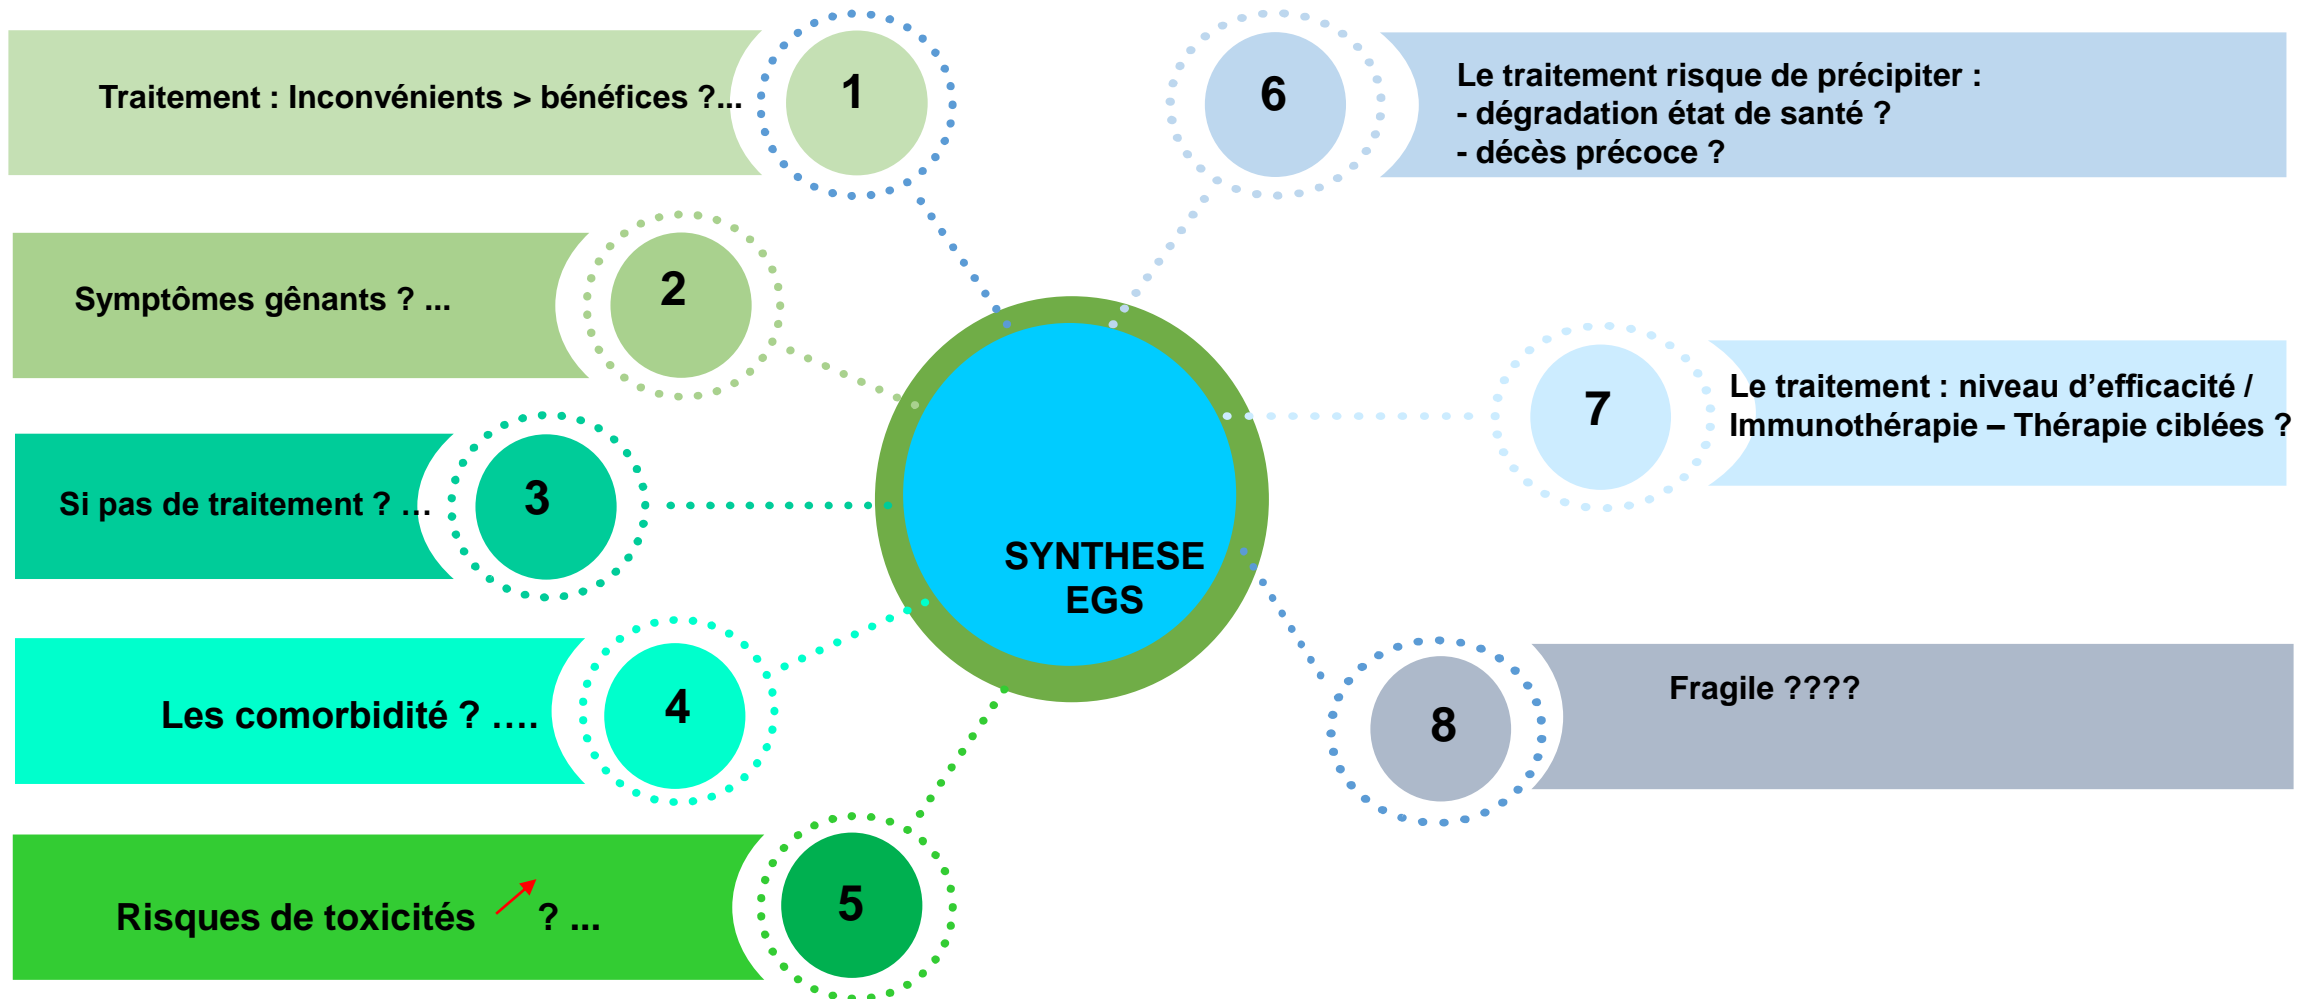 Traitement : Inconvénients > bénéfices ?...
1
Symptômes gênants ? ...
2
Si pas de traitement ? …
3
Les comorbidité ? ….
4
Risques de toxicités ? ...
5
SYNTHESE
EGS
6
Le traitement risque de précipiter :
- dégradation état de santé ?
- décès précoce ?
7
Le traitement : niveau d’efficacité /
Immunothérapie – Thérapie ciblées ?
8
Fragile ????